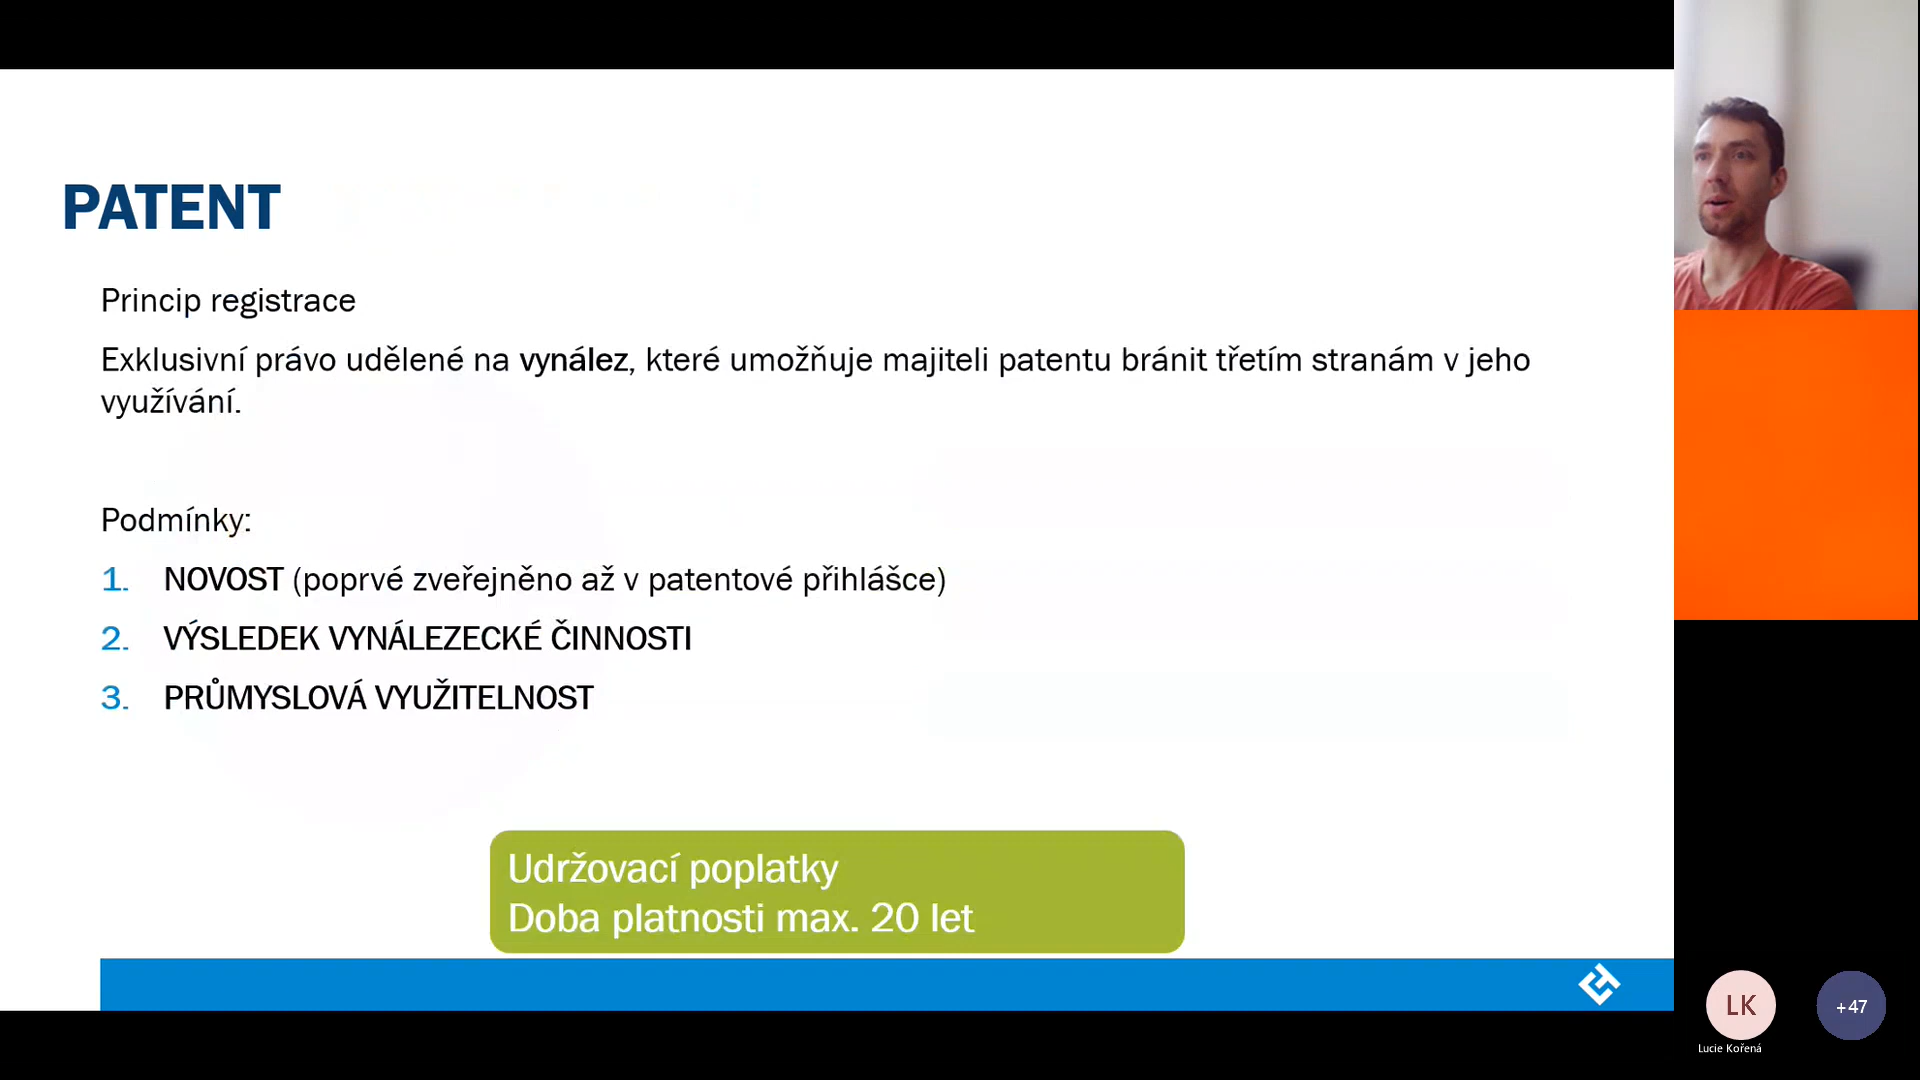 PATENT
Princip registrace
Exklusivní právo udělené na vynález, které umožňuje majiteli patentu bránit třetím stranám v jeho
využívání.
Podmínky:
1. NOVOST (poprvé zveřejněno až v patentové přihlášce)
2. VÝSLEDEK VYNÁLEZECKÉ ČINNOSTI
3. PRŮMYSLOVÁ VYUŽITELNOST
Udržovací poplatky
Doba platnosti max. 20 let
LK
+47
Lucie Kořená